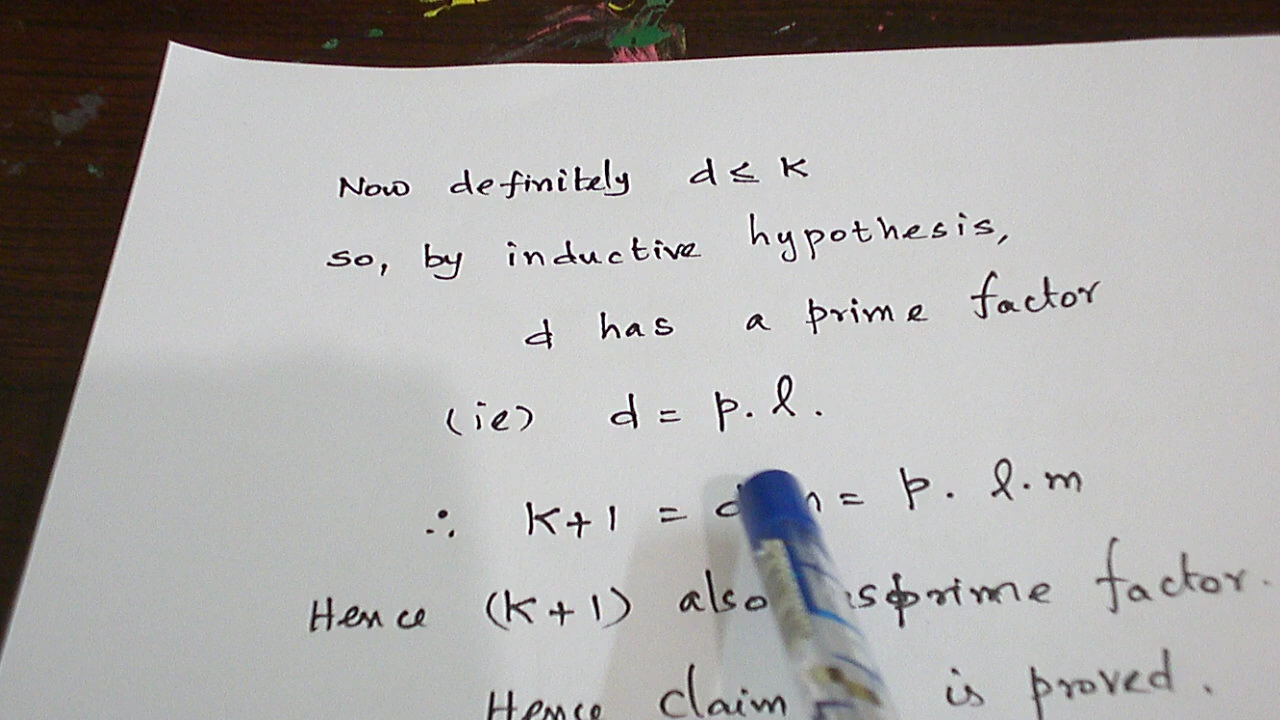 Now definitely d ≤ K
so, by inductive hypothesis,
d has a prime factor
(ie) d = p. l.
∴ K+1 = = p. l. m
Hence (K+1) also prime factor.
Hence claim is proved.